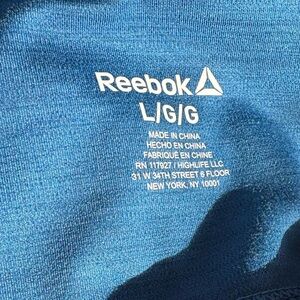 Reebok
L/G/G
MADE IN CHINA
HECHO EN CHINA
FABRIQUÉ EN CHINE
RN 117927 / HIGHLIFE LLC
31 W 34TH STREET 6 FLOOR
NEW YORK, NY 10001